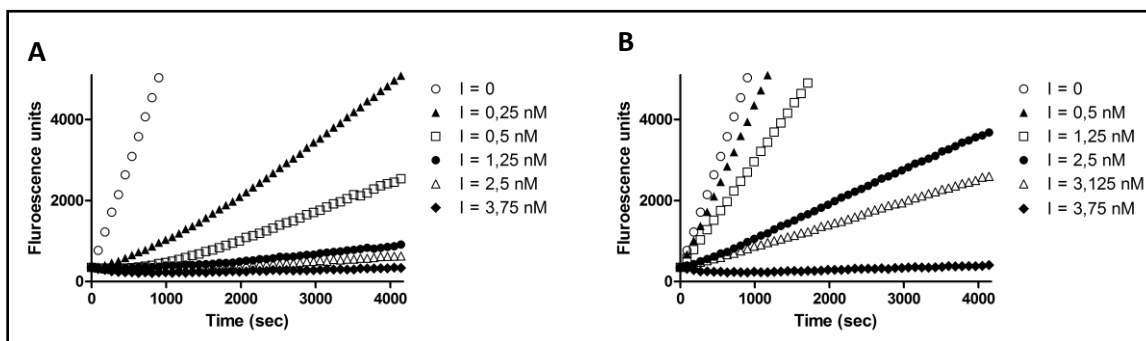 A
Fluroescence units
4000
2000
0
0 1000 2000 3000 4000
Time (sec)
I = 0
I = 0,25 nM
I = 0,5 nM
I = 1,25 nM
I = 2,5 nM
I = 3,75 nM
B
Fluroescence units
4000
2000
0
0 1000 2000 3000 4000
Time (sec)
I = 0
I = 0,5 nM
I = 1,25 nM
I = 2,5 nM
I = 3,125 nM
I = 3,75 nM